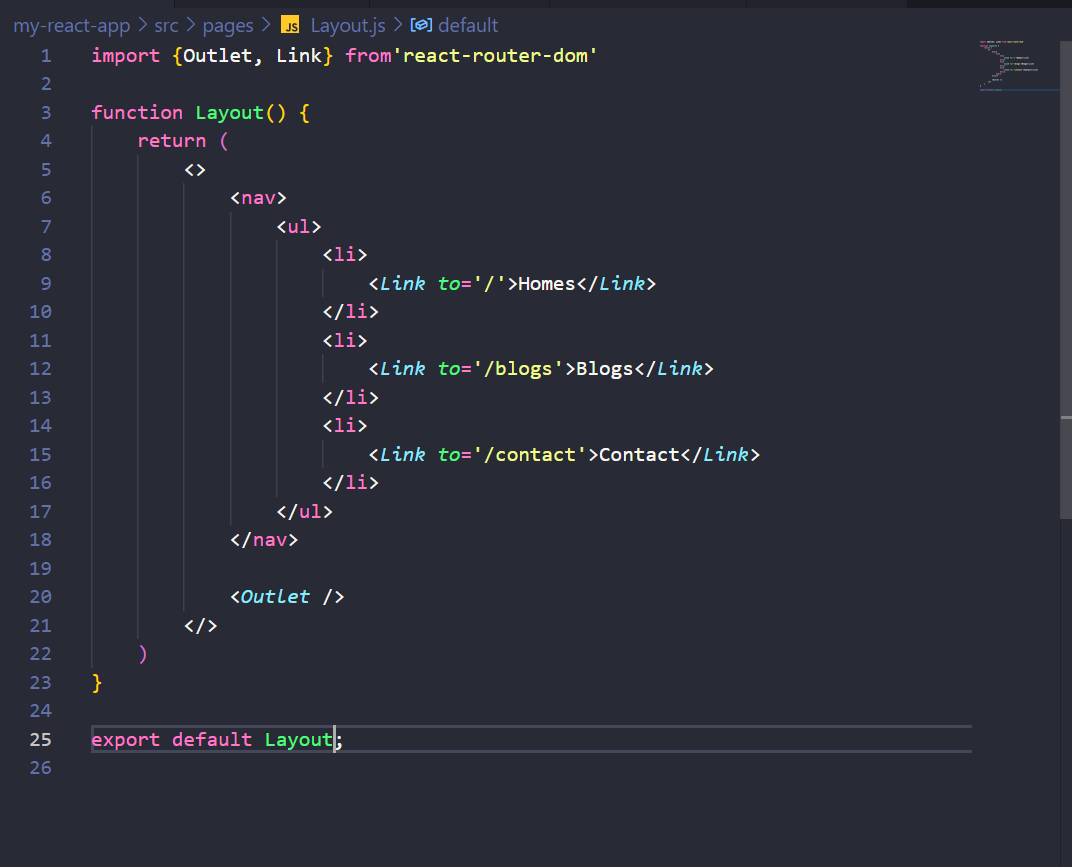 my-react-app > src > pages > JS Layout.js > default
1 import {Outlet, Link} from'react-router-dom'
2
3 function Layout() {
4     return (
5         <>
6             <nav>
7                 <ul>
8                     <li>
9                         <Link to='/'>Homes</Link>
10                     </li>
11                     <li>
12                         <Link to='/blogs'>Blogs</Link>
13                     </li>
14                     <li>
15                         <Link to='/contact'>Contact</Link>
16                     </li>
17                 </ul>
18             </nav>
19
20             <Outlet />
21         </>
22     )
23 }
24
25 export default Layout;
26